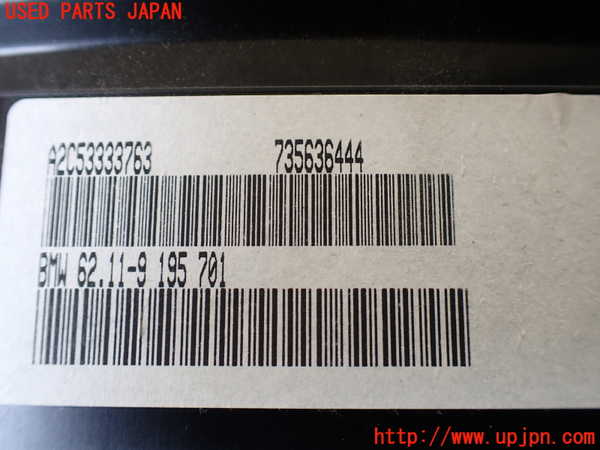 USED PARTS JAPAN
A2C53333763 735636444
BMW 62.11-9 195 701
http://www.upjpn.com/